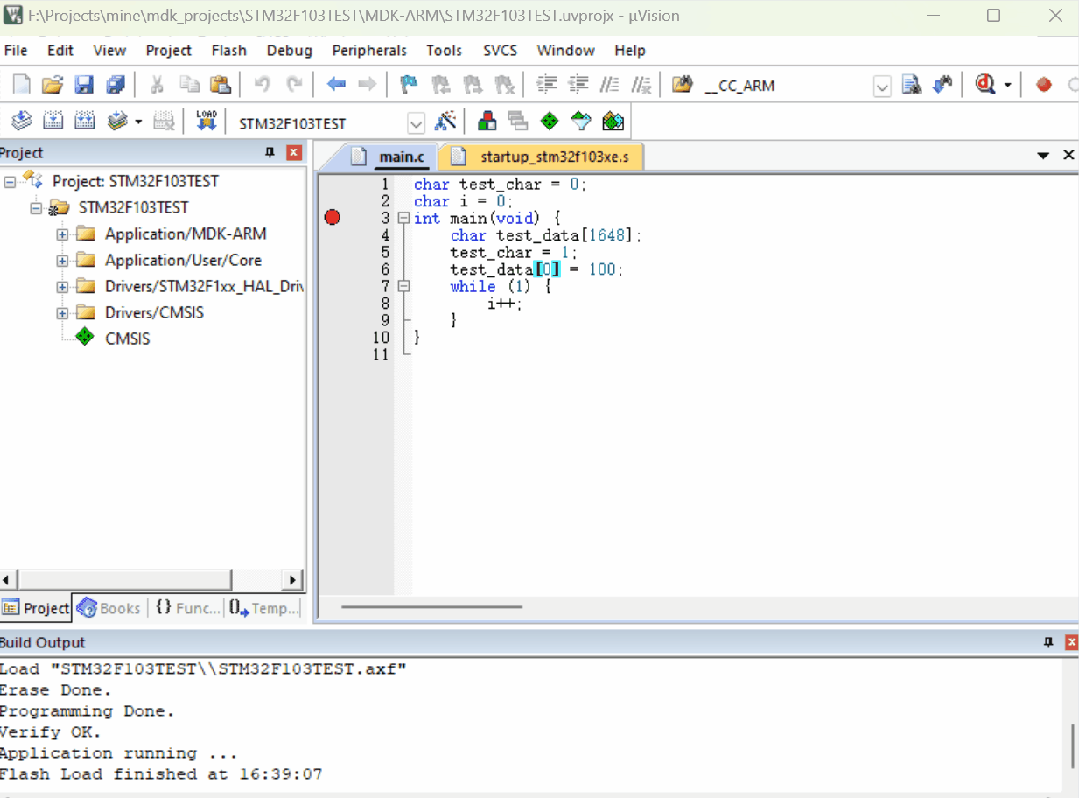 F:\Projects\mine\mdk_projects\STM32F103TEST\MDK-ARM\STM32F103TEST.uvprojx - µVision
File Edit View Project Flash Debug Peripherals Tools SVCS Window Help
__CC_ARM
LOAD STM32F103TEST
Project
main.c startup_stm32f103xe.s
Project: STM32F103TEST
STM32F103TEST
Application/MDK-ARM
Application/User/Core
Drivers/STM32F1xx_HAL_Driv
Drivers/CMSIS
CMSIS
1 char test_char = 0;
2 char i = 0;
3 int main(void) {
4 char test_data[1648];
5 test_char = 1;
6 test_data[0] = 100;
7 while (1) {
8 i++;
9 }
10 }
11
Project Books {} Func... Temp...
Build Output
Load "STM32F103TEST\\STM32F103TEST.axf"
Erase Done.
Programming Done.
Verify OK.
Application running ...
Flash Load finished at 16:39:07